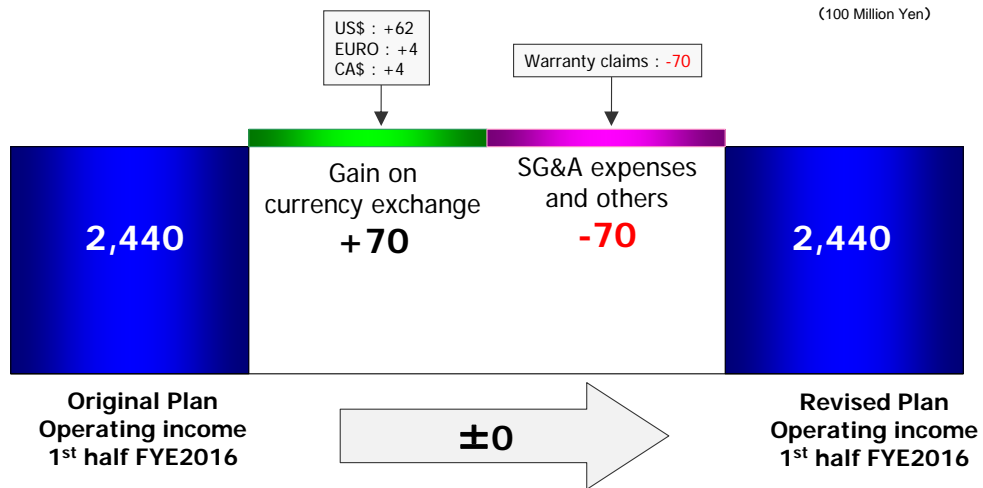 （100 Million Yen）
US$ : +62
EURO : +4
CA$ : +4
Warranty claims : -70
2,440
Gain on
currency exchange
+70
SG&A expenses
and others
-70
2,440
Original Plan
Operating income
1st half FYE2016
±0
Revised Plan
Operating income
1st half FYE2016